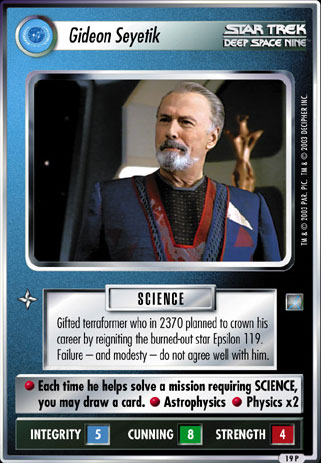 Gideon Seyetik
STAR TREK
DEEP SPACE NINE
TM & © 2003 PAR. PIC. TM & © 2003 DECIPHER INC.
SCIENCE
Gifted terraformer who in 2370 planned to crown his
career by reigniting the burned-out star Epsilon 119.
Failure – and modesty – do not agree well with him.
● Each time he helps solve a mission requiring SCIENCE,
you may draw a card. ● Astrophysics ● Physics x2
INTEGRITY 5 CUNNING 8 STRENGTH 4
19 P